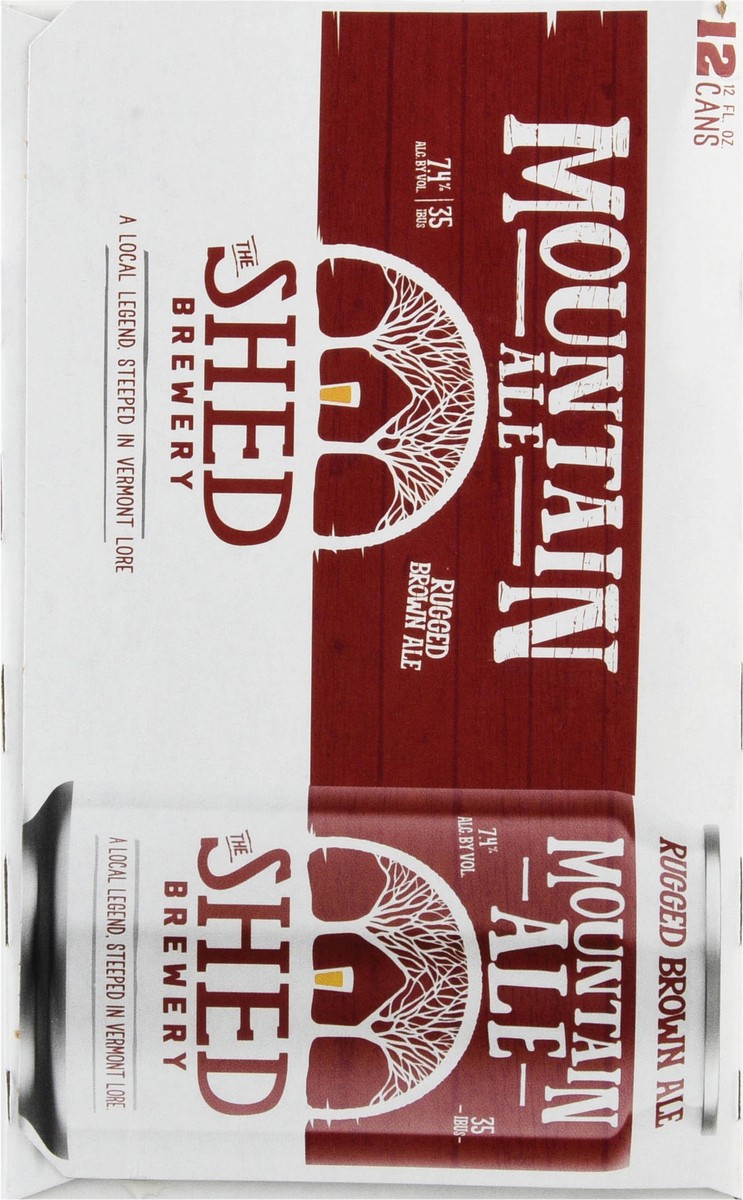 12
12 FL. OZ.
CANS
MOUNTAIN
ALE
7.4%
ALC. BY VOL.
35
IBUs
RUGGED
BROWN ALE
THE
SHED
BREWERY
A LOCAL LEGEND, STEEPED IN VERMONT LORE
RUGGED BROWN ALE
MOUNTAIN
ALE
7.4%
ALC. BY VOL.
35
-IBUs-
THE
SHED
BREWERY
A LOCAL LEGEND, STEEPED IN VERMONT LORE